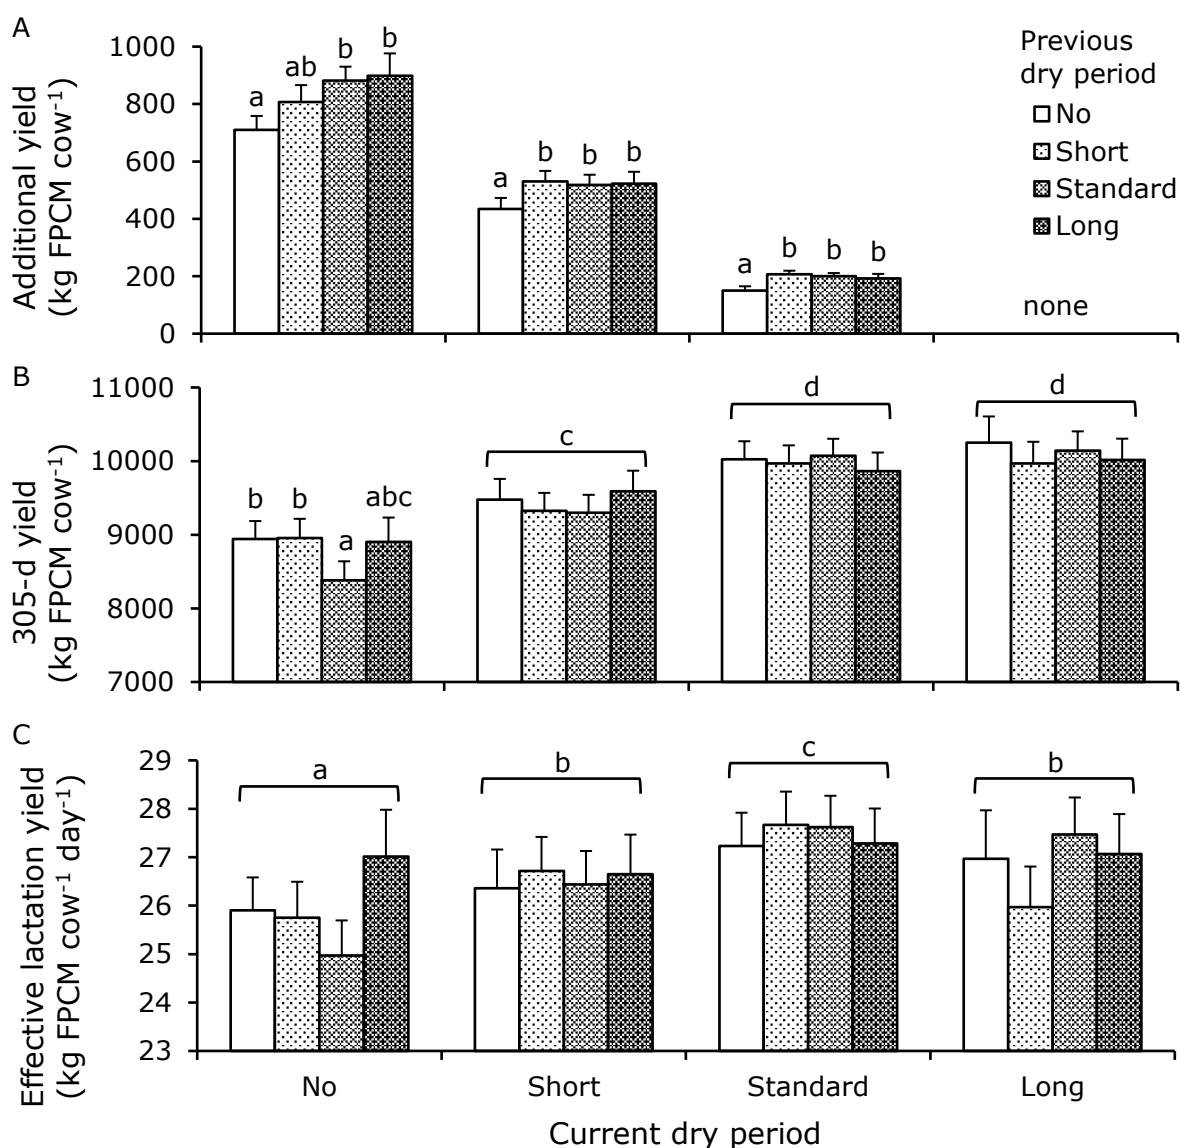 A
Additional yield
(kg FPCM cow⁻¹)
1000
800
600
400
200
0
a
ab
b
b
a
b
b
b
a
b
b
b
none
Previous
dry period
No
Short
Standard
Long
B
305-d yield
(kg FPCM cow⁻¹)
11000
10000
9000
8000
7000
b
b
a
abc
c
d
d
C
Effective lactation yield
(kg FPCM cow⁻¹ day⁻¹)
29
28
27
26
25
24
23
a
b
c
b
No
Short
Standard
Long
Current dry period